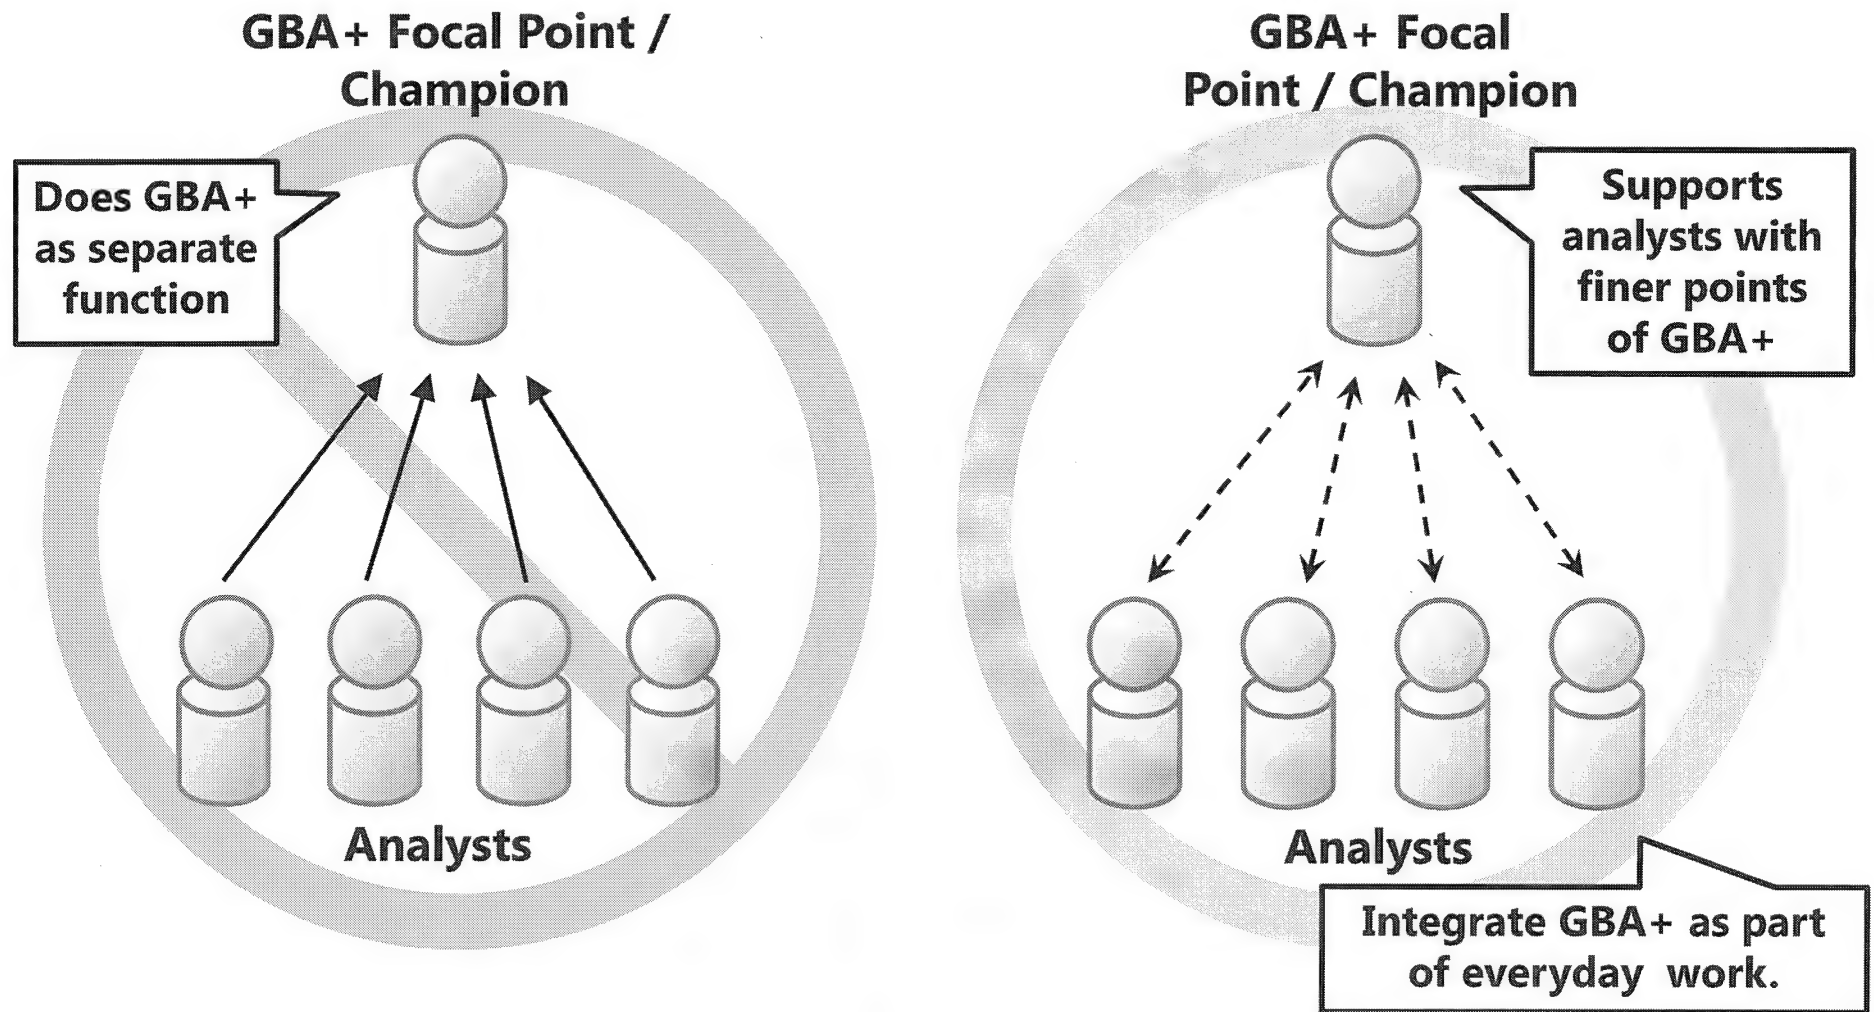 GBA+ Focal Point /
Champion
Does GBA+
as separate
function
Analysts
GBA+ Focal
Point / Champion
Supports
analysts with
finer points
of GBA+
Analysts
Integrate GBA+ as part
of everyday work.